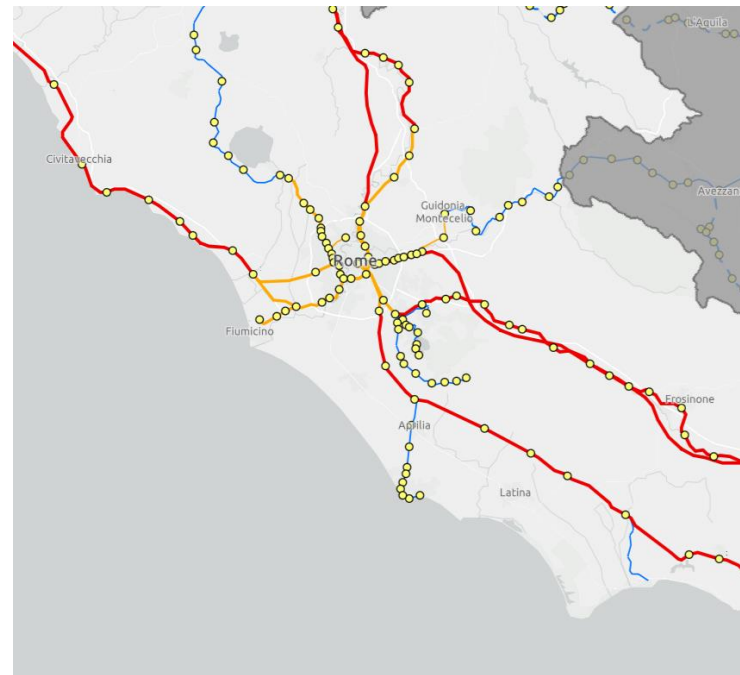 L'Aquila
Civitavecchia
Avezzan
Guidonia
Montecelio
Rome
Fiumicino
Frosinone
Aprilia
Latina